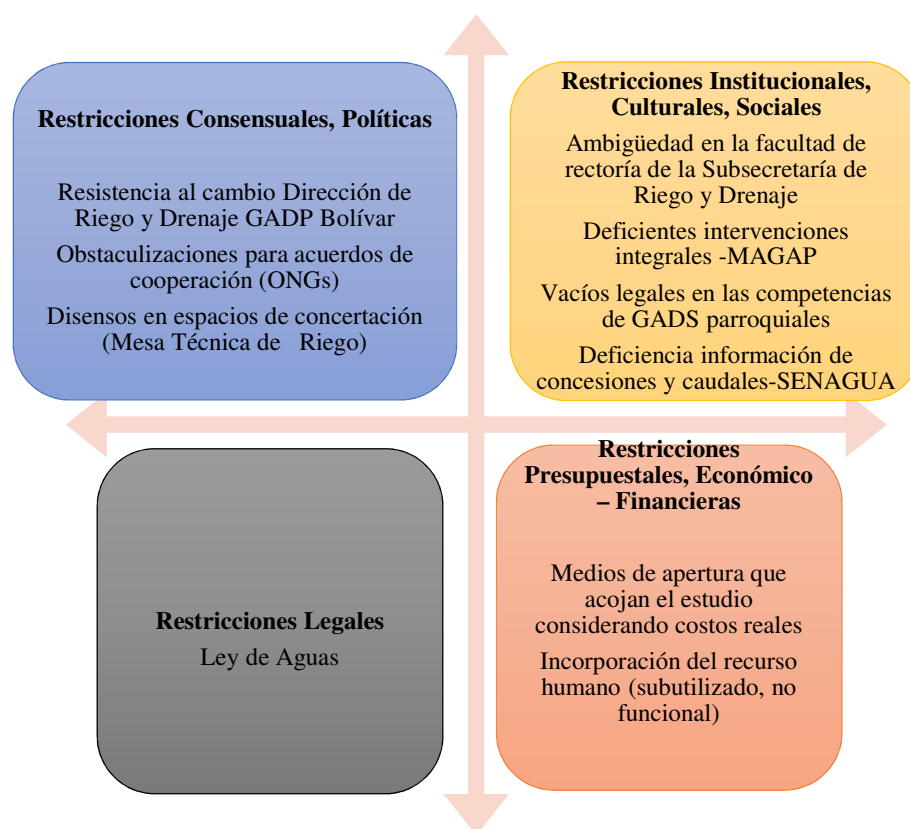 Restricciones Consensuales, Políticas
Resistencia al cambio Dirección de
Riego y Drenaje GADP Bolívar
Obstaculizaciones para acuerdos de
cooperación (ONGs)
Disensos en espacios de concertación
(Mesa Técnica de Riego)
Restricciones Institucionales,
Culturales, Sociales
Ambigüedad en la facultad de
rectoría de la Subsecretaría de
Riego y Drenaje
Deficientes intervenciones
integrales -MAGAP
Vacíos legales en las competencias
de GADS parroquiales
Deficiencia información de
concesiones y caudales-SENAGUA
Restricciones Legales
Ley de Aguas
Restricciones
Presupuestales, Económico
– Financieras
Medios de apertura que
acojan el estudio
considerando costos reales
Incorporación del recurso
humano (subutilizado, no
funcional)